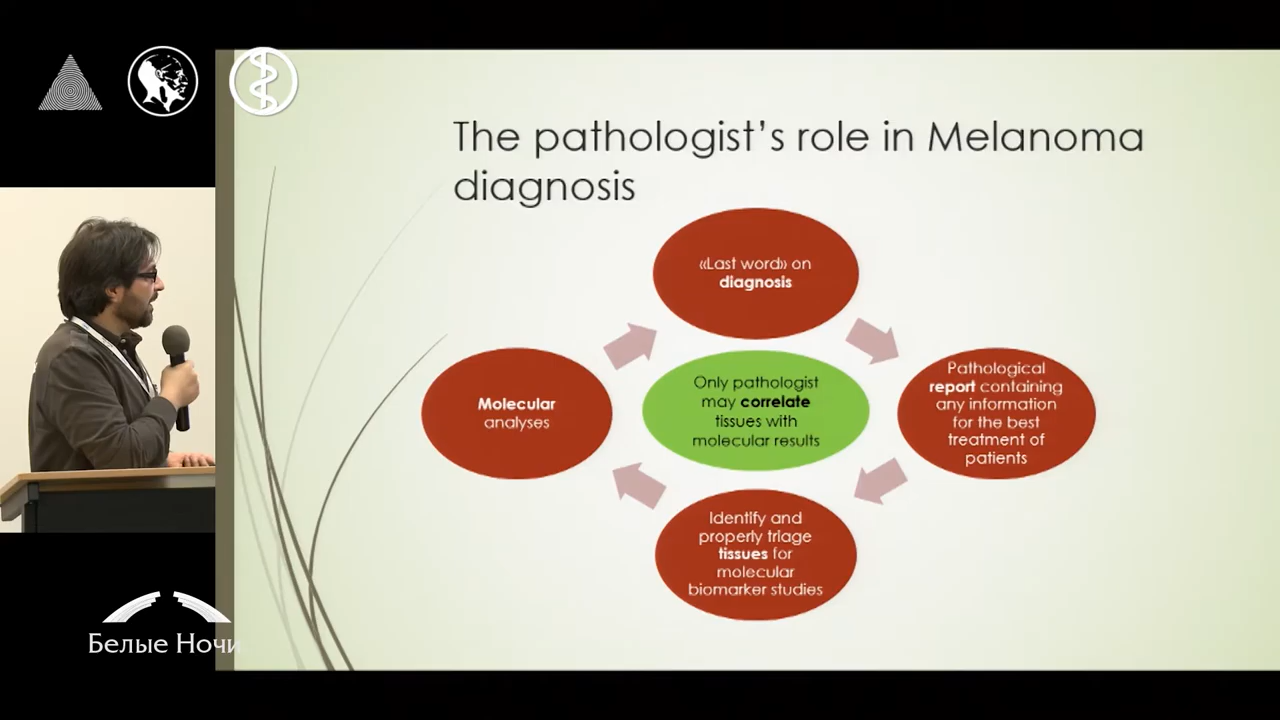 The pathologist's role in Melanoma
diagnosis
«Last word» on
diagnosis
Pathological
report containing
any information
for the best
treatment of
patients
Identify and
properly triage
tissues for
molecular
biomarker studies
Molecular
analyses
Only pathologist
may correlate
tissues with
molecular results
Белые Ночи